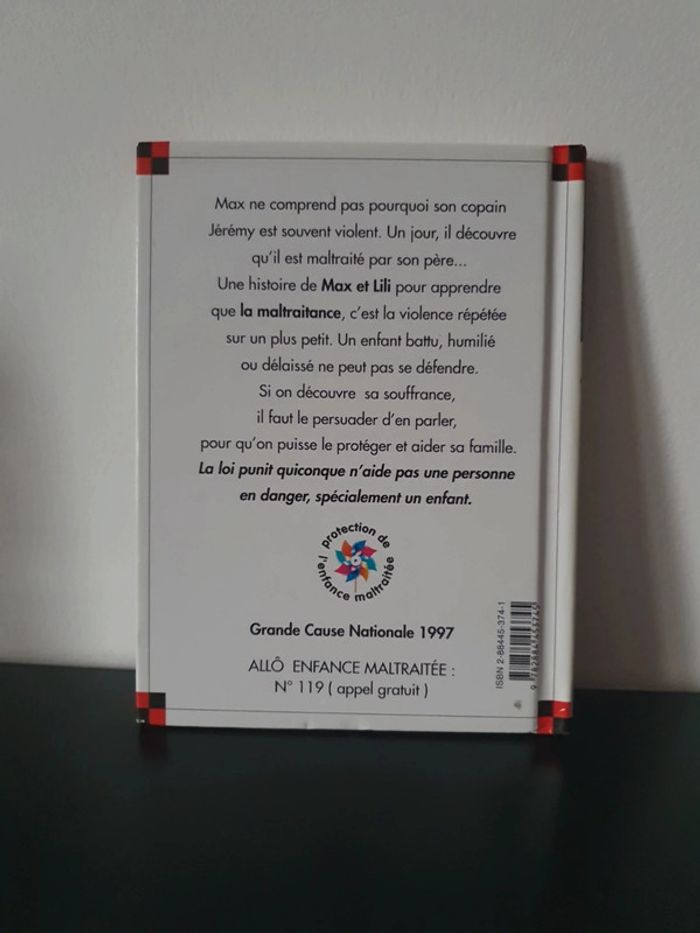 Max ne comprend pas pourquoi son copain
Jérémy est souvent violent. Un jour, il découvre
qu'il est maltraité par son père...
Une histoire de Max et Lili pour apprendre
que la maltraitance, c'est la violence répétée
sur un plus petit. Un enfant battu, humilié
ou délaissé ne peut pas se défendre.
Si on découvre sa souffrance,
il faut le persuader d'en parler,
pour qu'on puisse le protéger et aider sa famille.
La loi punit quiconque n'aide pas une personne
en danger, spécialement un enfant.
protection de
l'enfance maltraitée
Grande Cause Nationale 1997
ALLÔ ENFANCE MALTRAITÉE :
N° 119 ( appel gratuit )
ISBN 2-88445-374-1